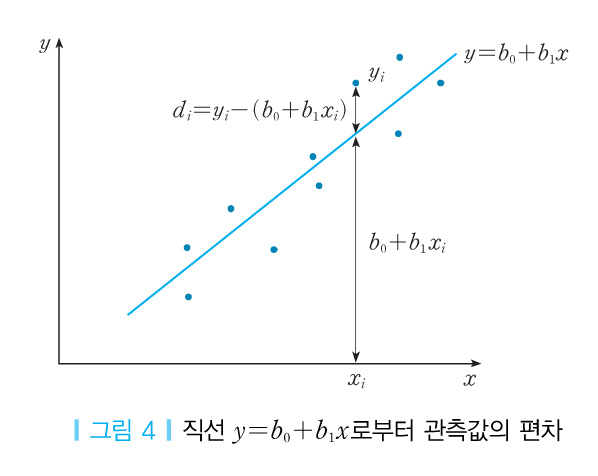 y
y=b₀+b₁x
yᵢ
dᵢ=yᵢ−(b₀+b₁xᵢ)
b₀+b₁xᵢ
xᵢ
x
그림 4 직선 y=b₀+b₁x로부터 관측값의 편차